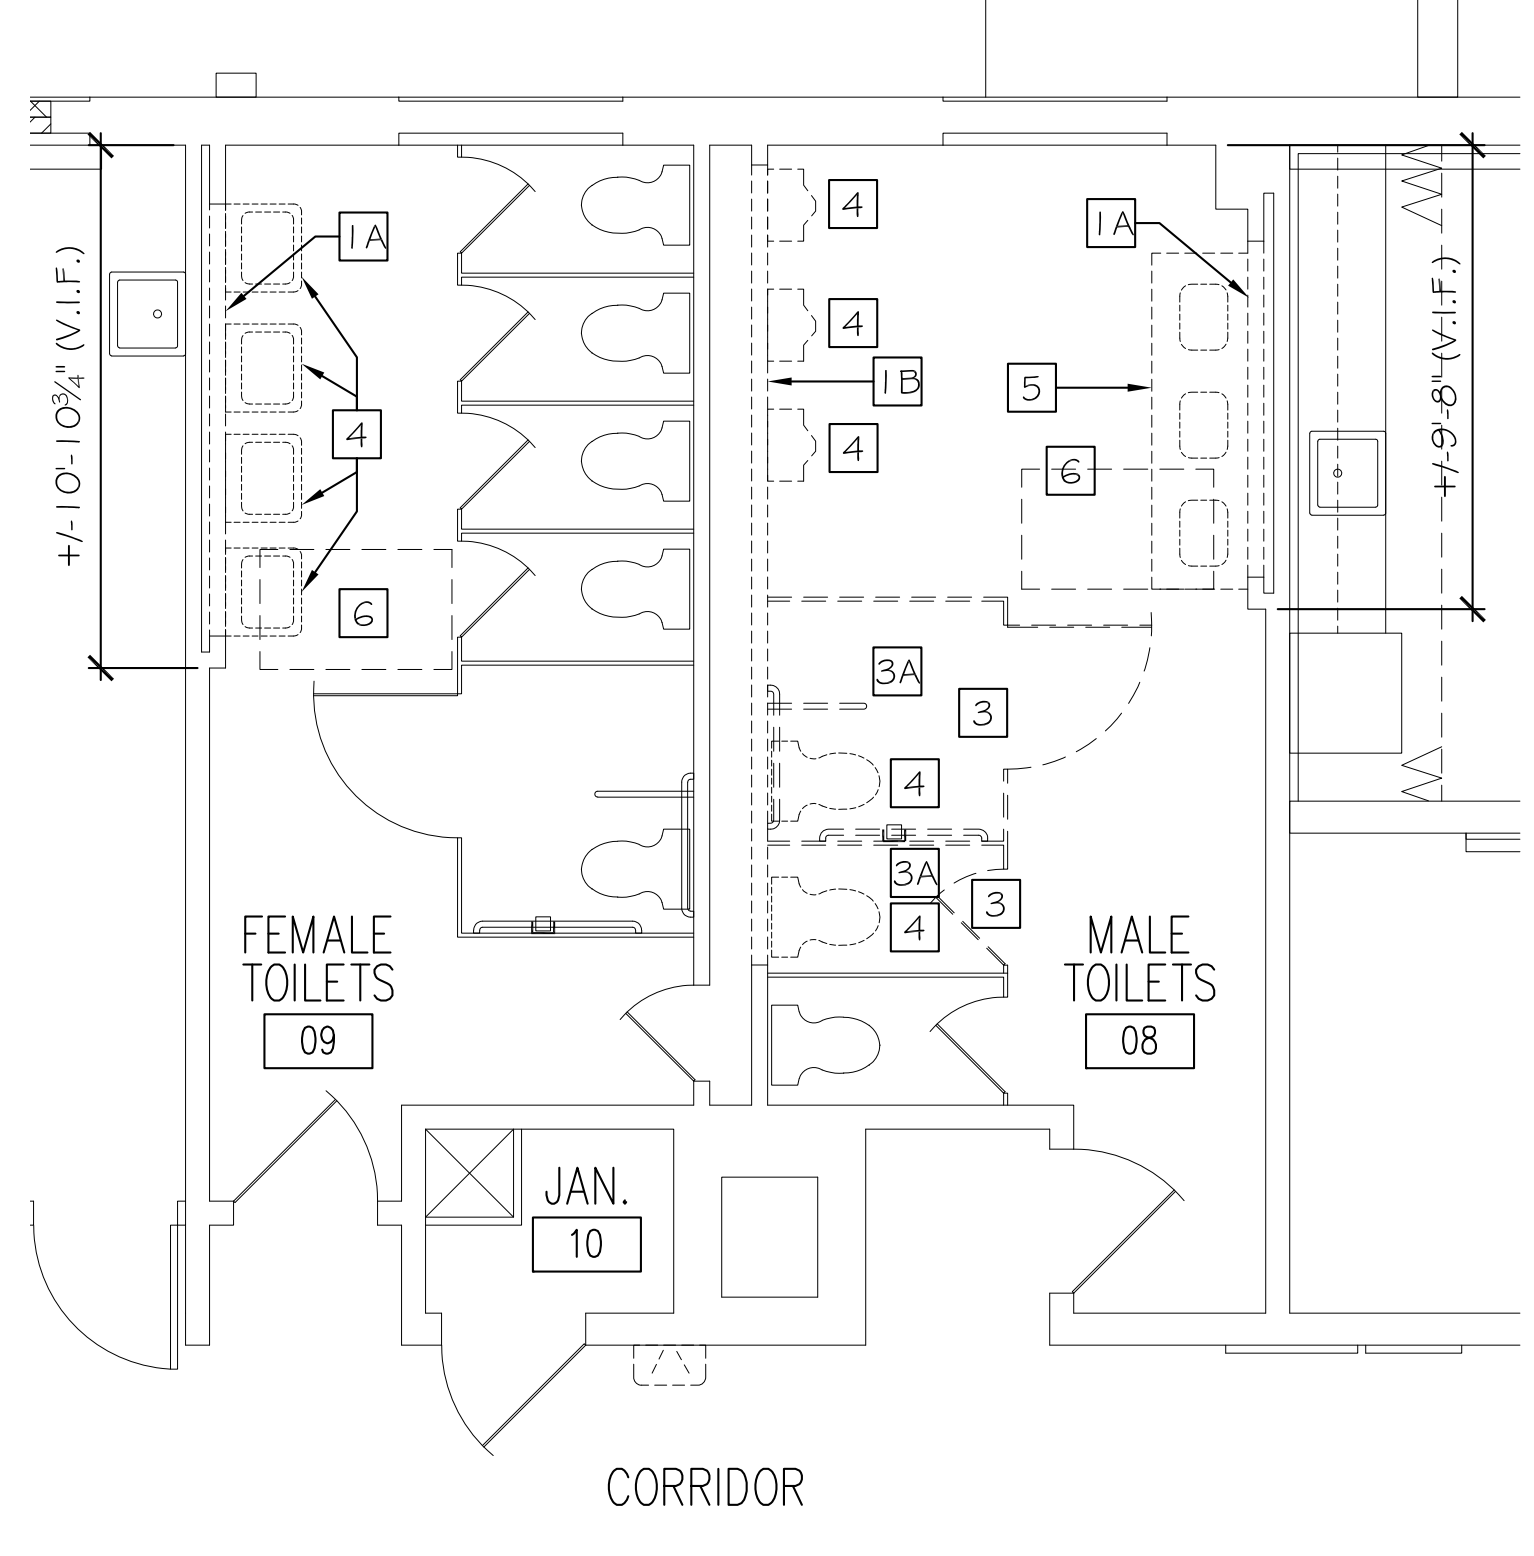 4
1A
1A
+/-10'-10¾" (V.I.F.)
4
+/-9'-8" (V.I.F.)
1B
5
4
4
6
6
3A
3
4
3A
3
4
FEMALE
TOILETS
09
MALE
TOILETS
08
JAN.
10
CORRIDOR